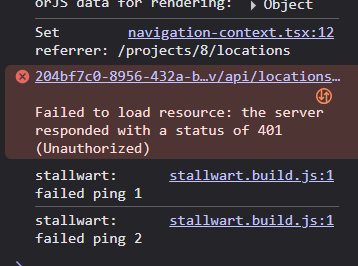 orJS data for rendering: ▶ Object
Set navigation-context.tsx:12
referrer: /projects/8/locations
204bf7c0-8956-432a-b…v/api/locations…
Failed to load resource: the server
responded with a status of 401
(Unauthorized)
stallwart: stallwart.build.js:1
failed ping 1
stallwart: stallwart.build.js:1
failed ping 2